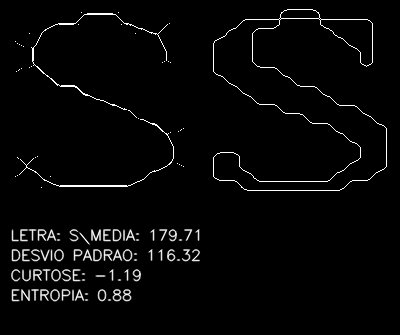 S S
LETRA: S\MEDIA: 179.71
DESVIO PADRAO: 116.32
CURTOSE: -1.19
ENTROPIA: 0.88